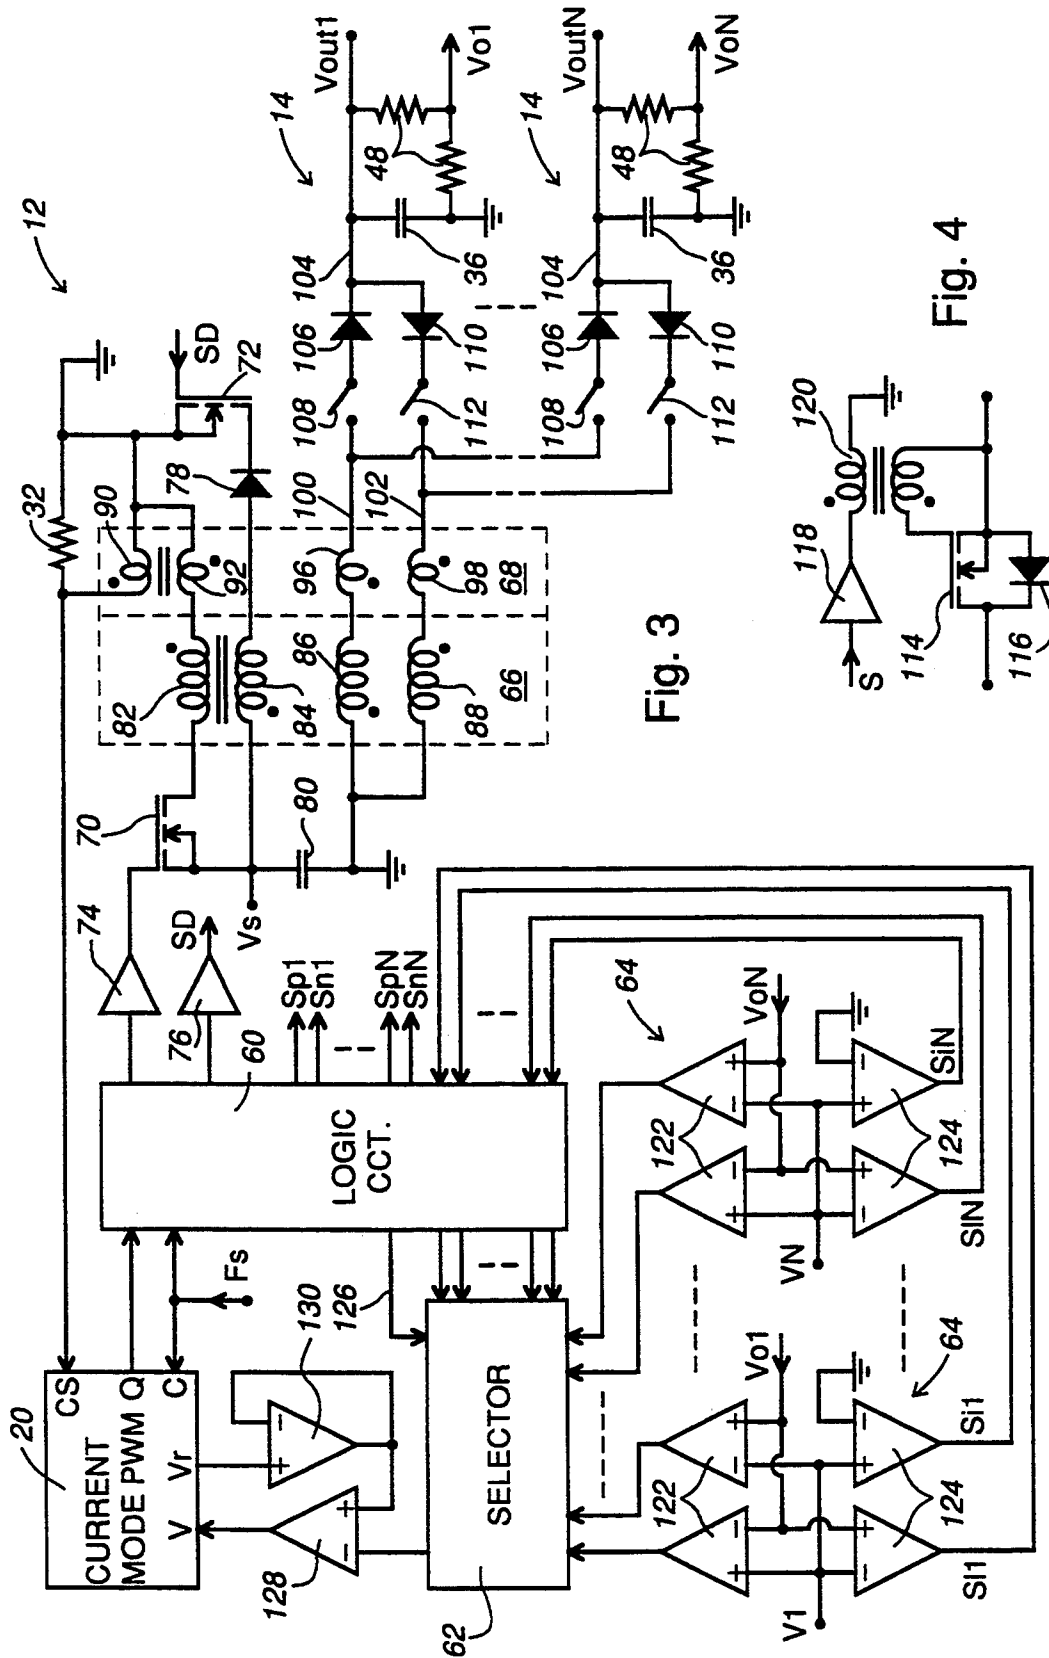 12
20
CURRENT
MODE PWM
CS
Q
C
V
Vr
Fs
128
130
126
62
SELECTOR
60
LOGIC
CCT.
74
76
SD
Sp1
Sn1
SpN
SnN
70
Vs
80
82
84
86
88
66
32
90
92
78
SD
72
96
98
68
100
102
108
112
106
110
104
36
14
48
Vout1
Vo1
108
112
106
110
104
36
14
48
VoutN
VoN
64
122
VoN
VN
124
SiN
SIN
122
Vo1
V1
124
64
Si1
SI1
Fig. 3
S
118
120
114
116
Fig. 4